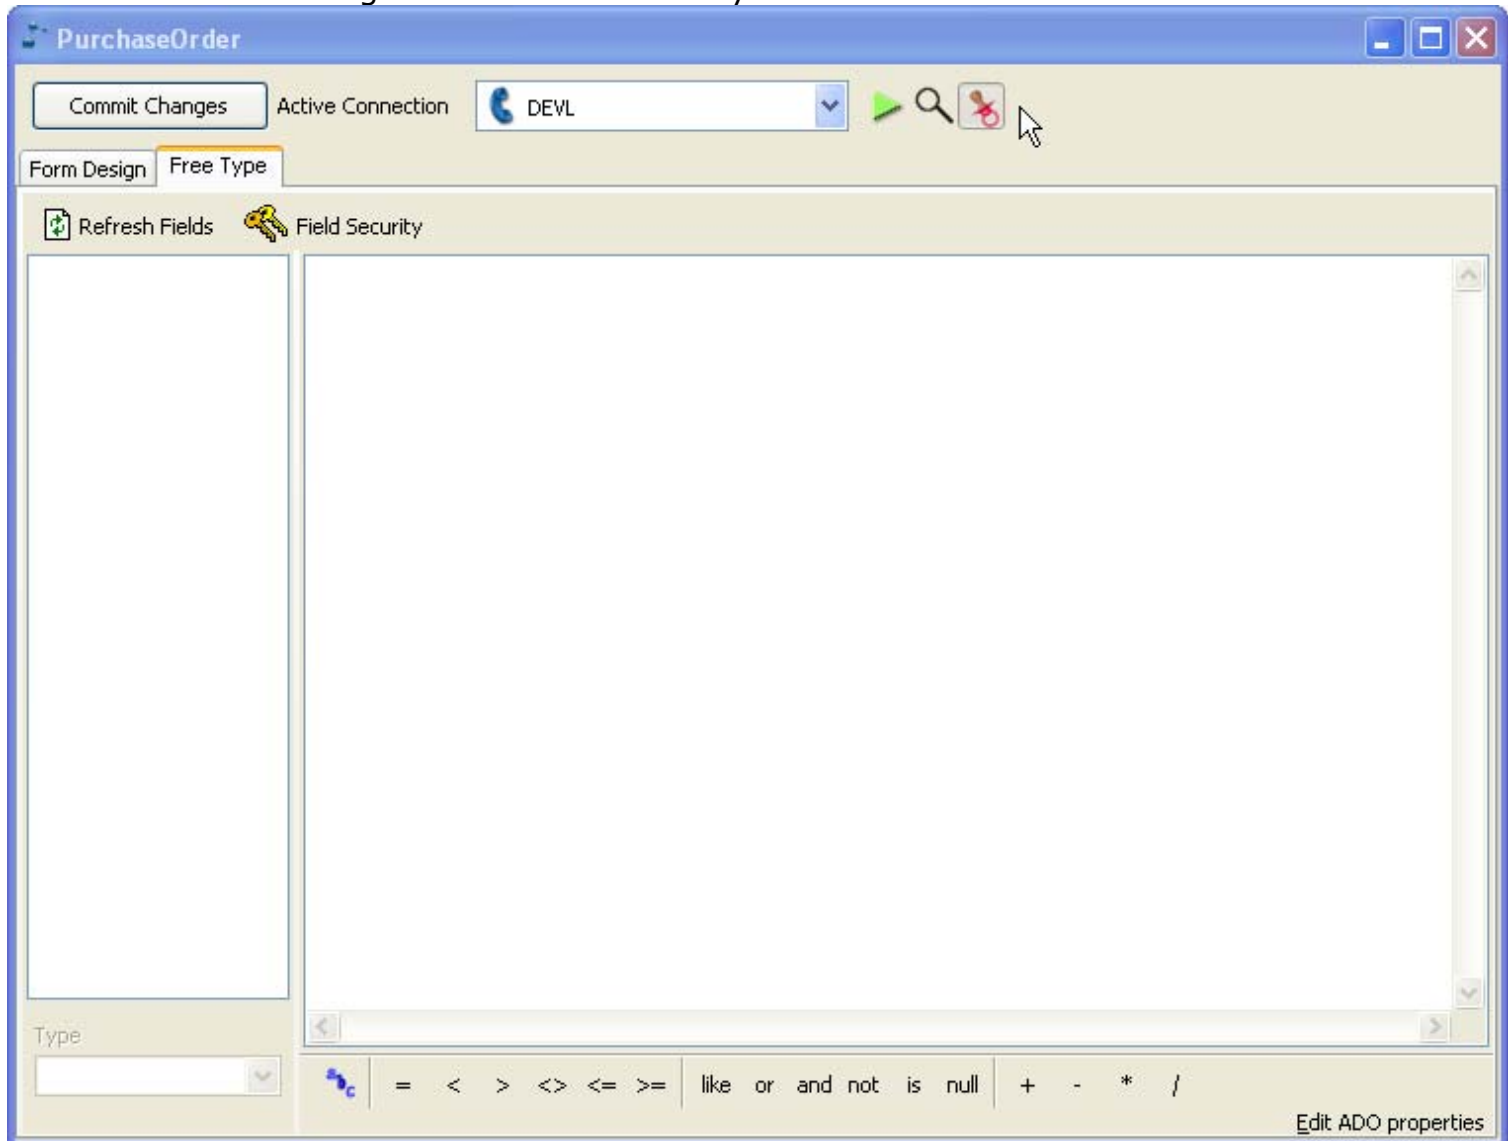 PurchaseOrder
Commit Changes Active Connection DEVL
Form Design Free Type
Refresh Fields Field Security
Type
= < > <> <= >= like or and not is null + - * /
Edit ADO properties